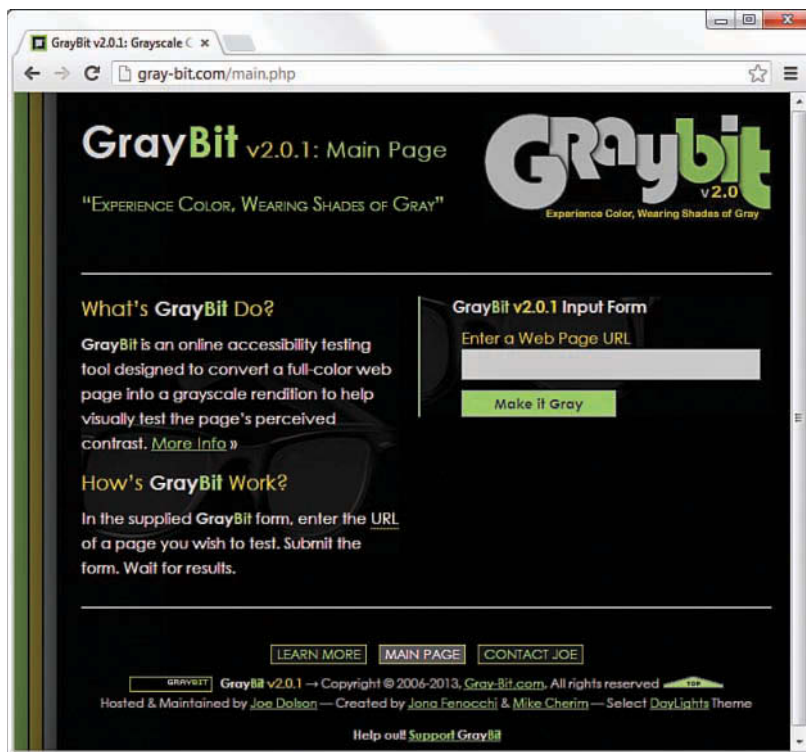 GrayBit v2.0.1: Grayscale C
gray-bit.com/main.php
GrayBit v2.0.1: Main Page
"Experience Color, Wearing Shades of Gray"
Graybit
v2.0
Experience Color, Wearing Shades of Gray
What's GrayBit Do?
GrayBit is an online accessibility testing
tool designed to convert a full-color web
page into a grayscale rendition to help
visually test the page's perceived
contrast. More Info »
How's GrayBit Work?
In the supplied GrayBit form, enter the URL
of a page you wish to test. Submit the
form. Wait for results.
GrayBit v2.0.1 Input Form
Enter a Web Page URL
Make it Gray
LEARN MORE MAIN PAGE CONTACT JOE
GRAYBIT GrayBit v2.0.1 → Copyright © 2006-2013, Gray-Bit.com, All rights reserved TOP
Hosted & Maintained by Joe Dolson — Created by Jona Fenocchi & Mike Cherim — Select DayLights Theme
Help out! Support GrayBit